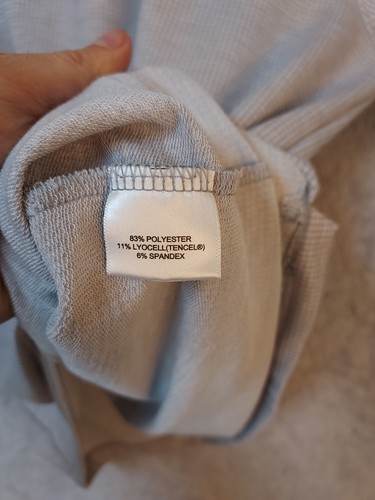 83% POLYESTER
11% LYOCELL(TENCEL®)
6% SPANDEX